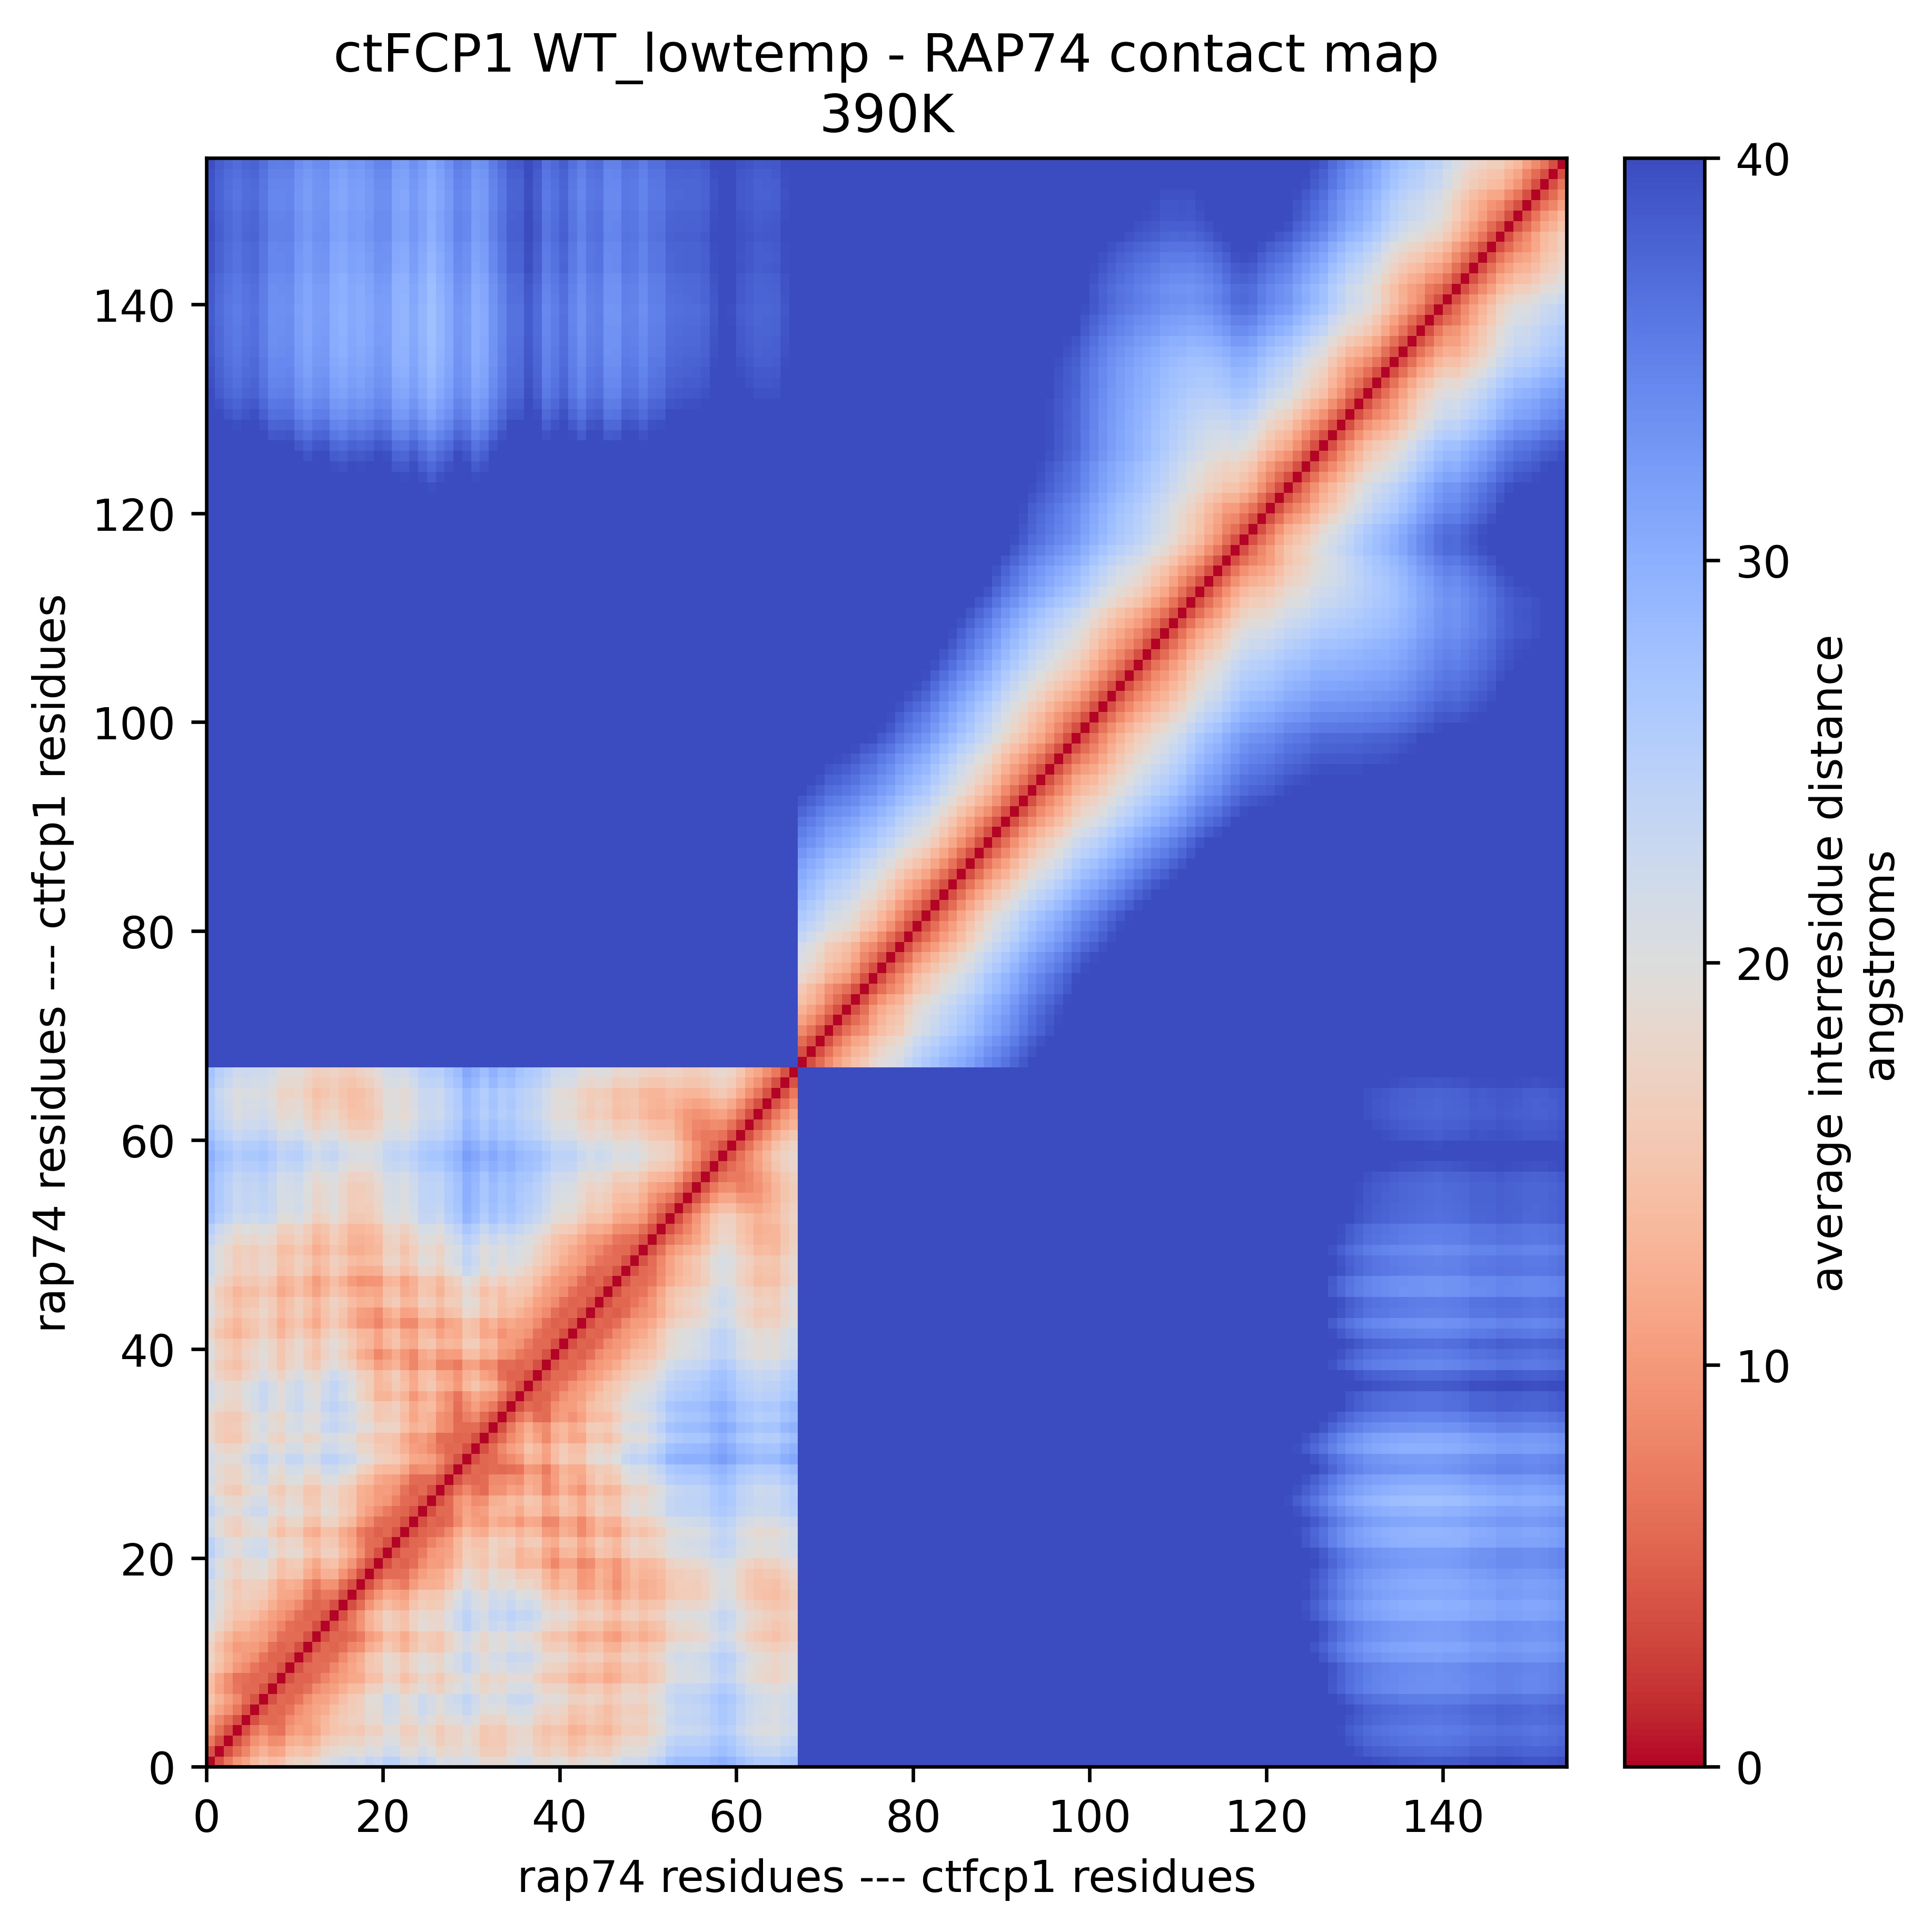 ctFCP1 WT_lowtemp - RAP74 contact map
390K
140
120
100
80
60
40
20
0
rap74 residues --- ctfcp1 residues
0 20 40 60 80 100 120 140
rap74 residues --- ctfcp1 residues
40
30
20
10
0
average interresidue distance
angstroms